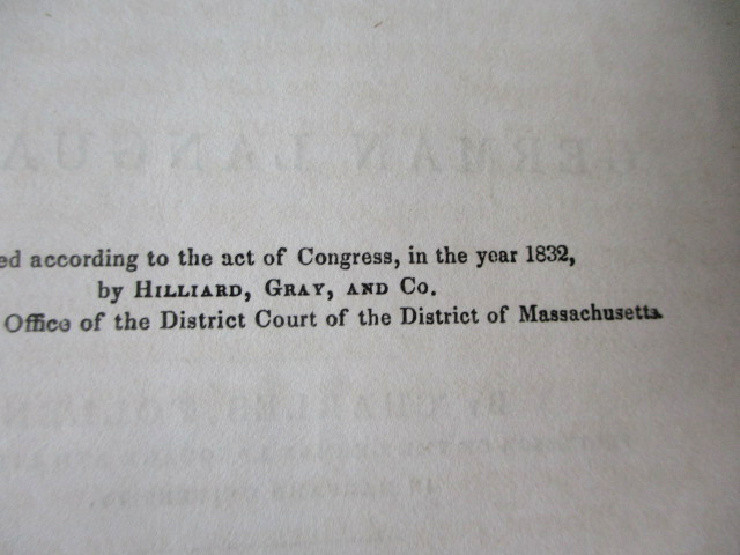 ed according to the act of Congress, in the year 1832,
by HILLIARD, GRAY, AND CO.
Office of the District Court of the District of Massachusetts